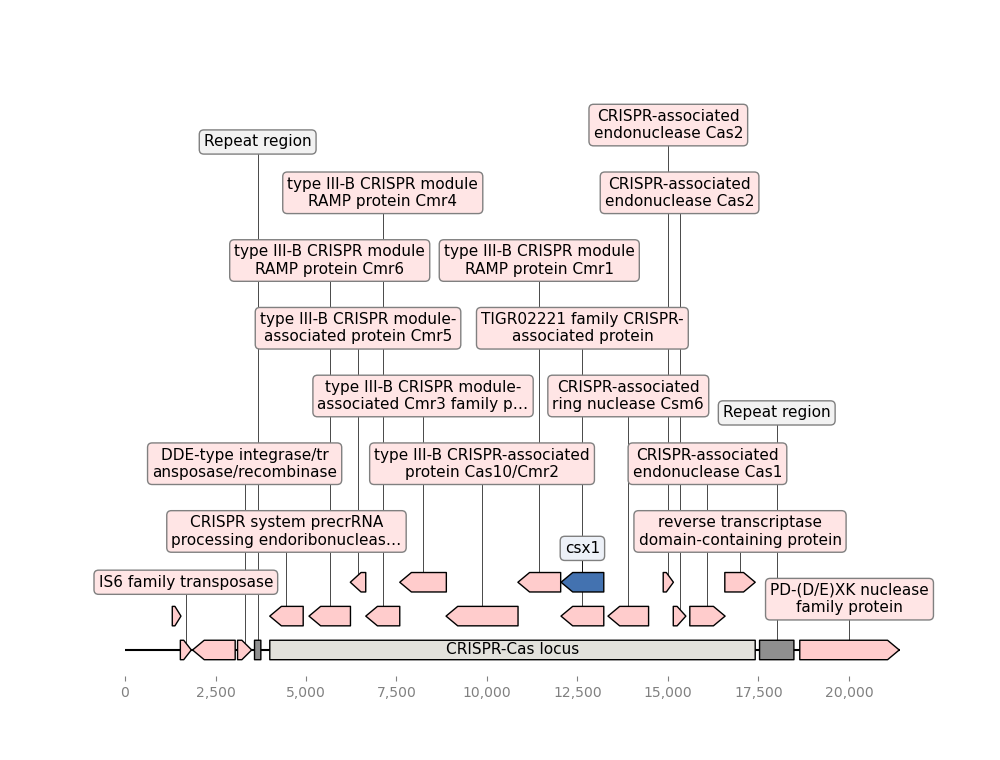 CRISPR-associated
endonuclease Cas2
Repeat region
type III-B CRISPR module
RAMP protein Cmr4
CRISPR-associated
endonuclease Cas2
type III-B CRISPR module
RAMP protein Cmr6
type III-B CRISPR module
RAMP protein Cmr1
type III-B CRISPR module-
associated protein Cmr5
TIGR02221 family CRISPR-
associated protein
type III-B CRISPR module-
associated Cmr3 family p…
CRISPR-associated
ring nuclease Csm6
Repeat region
DDE-type integrase/tr
ansposase/recombinase
type III-B CRISPR-associated
protein Cas10/Cmr2
CRISPR-associated
endonuclease Cas1
CRISPR system precrRNA
processing endoribonucleas…
reverse transcriptase
domain-containing protein
csx1
IS6 family transposase
PD-(D/E)XK nuclease
family protein
CRISPR-Cas locus
0
2,500
5,000
7,500
10,000
12,500
15,000
17,500
20,000